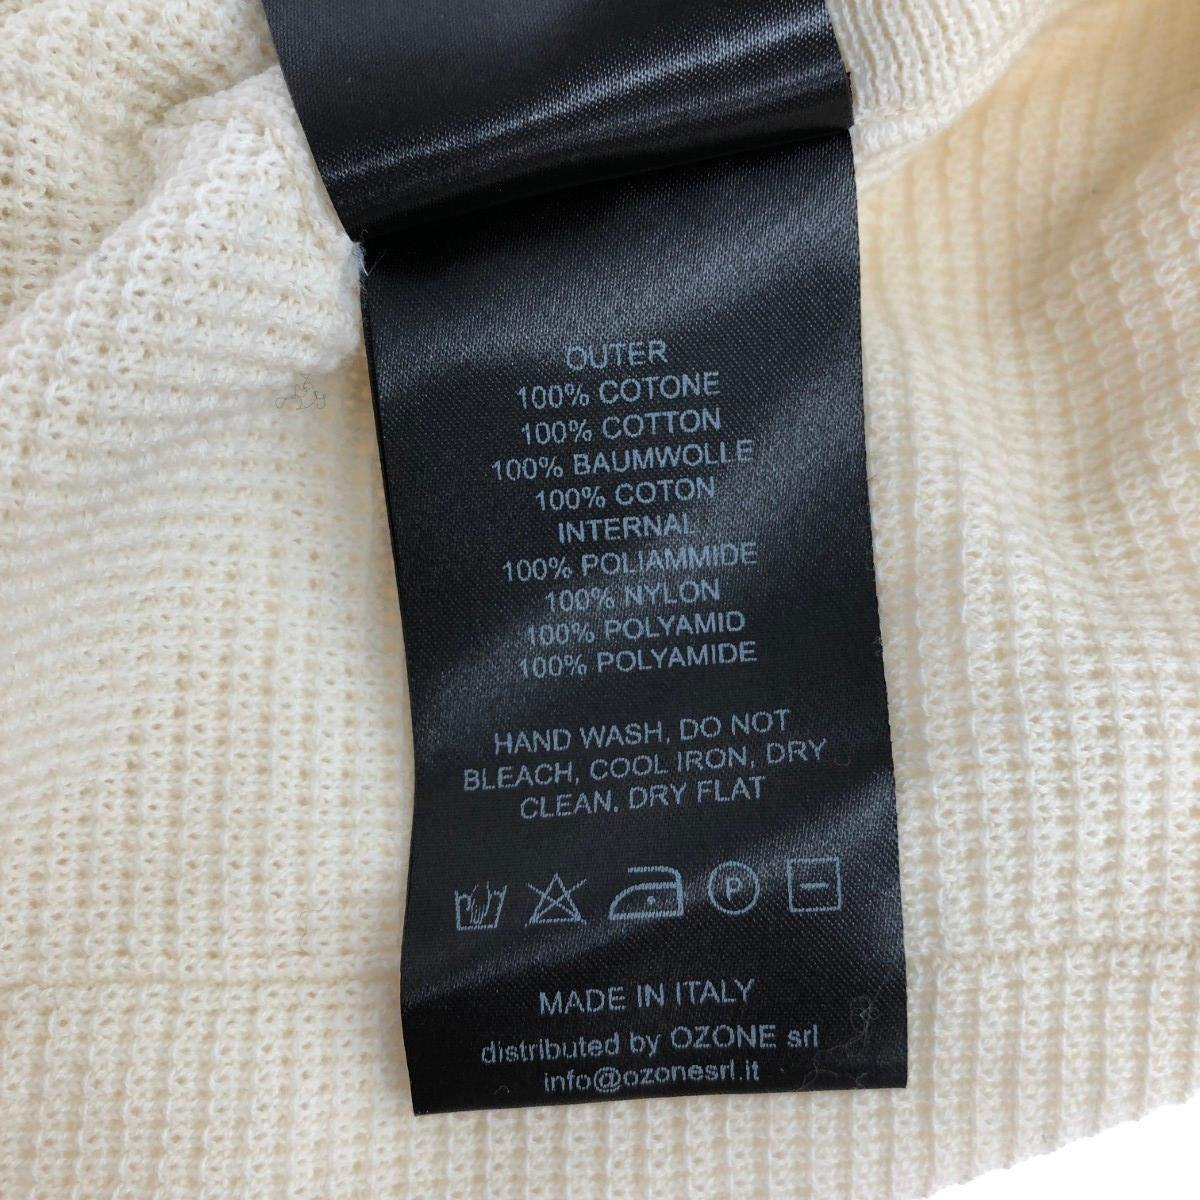 OUTER
100% COTONE
100% COTTON
100% BAUMWOLLE
100% COTON
INTERNAL
100% POLIAMMIDE
100% NYLON
100% POLYAMID
100% POLYAMIDE
HAND WASH, DO NOT
BLEACH, COOL IRON, DRY
CLEAN, DRY FLAT
P
MADE IN ITALY
distributed by OZONE srl
info@ozonesrl.it